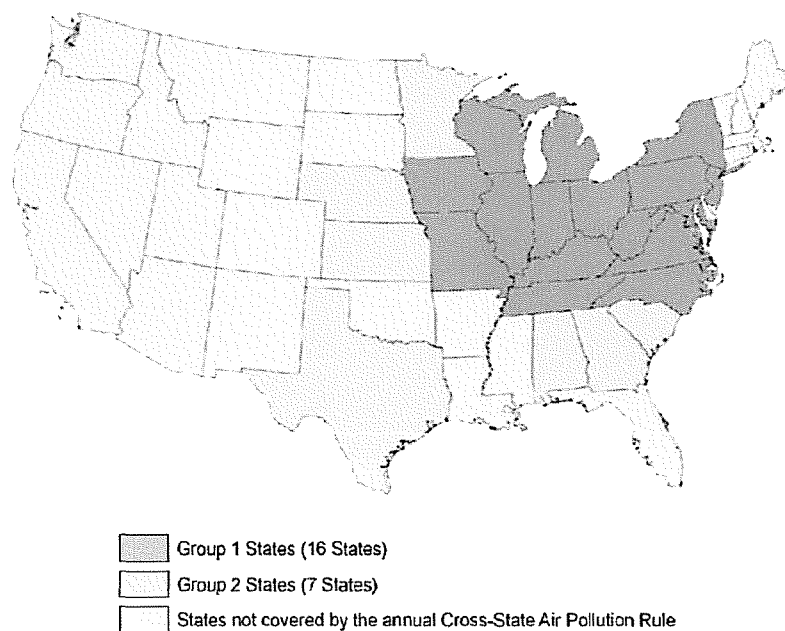 Group 1 States (16 States)
Group 2 States (7 States)
States not covered by the annual Cross-State Air Pollution Rule